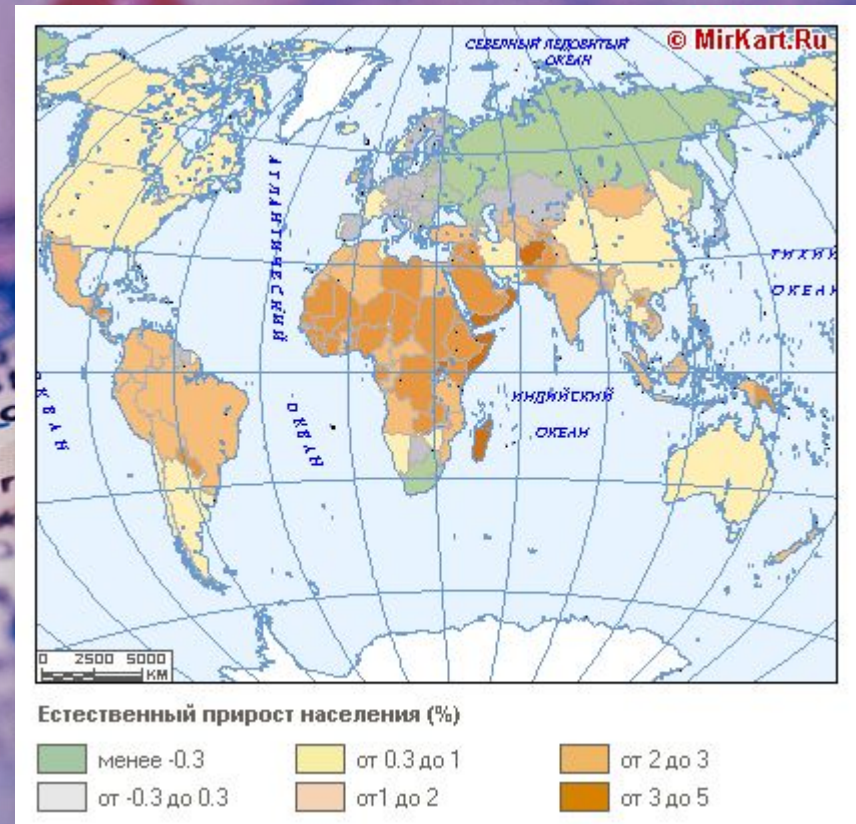 © MirKart.Ru
СЕВЕРНЫЙ ЛЕДОВИТЫЙ
ОКЕАН
АТЛАНТИЧЕСКИЙ
ОКЕАН
ТИХИЙ
ОКЕАН
ИНДИЙСКИЙ
ОКЕАН
0 2500 5000
КМ
Естественный прирост населения (%)
менее -0.3
от 0.3 до 1
от 2 до 3
от -0.3 до 0.3
от1 до 2
от 3 до 5